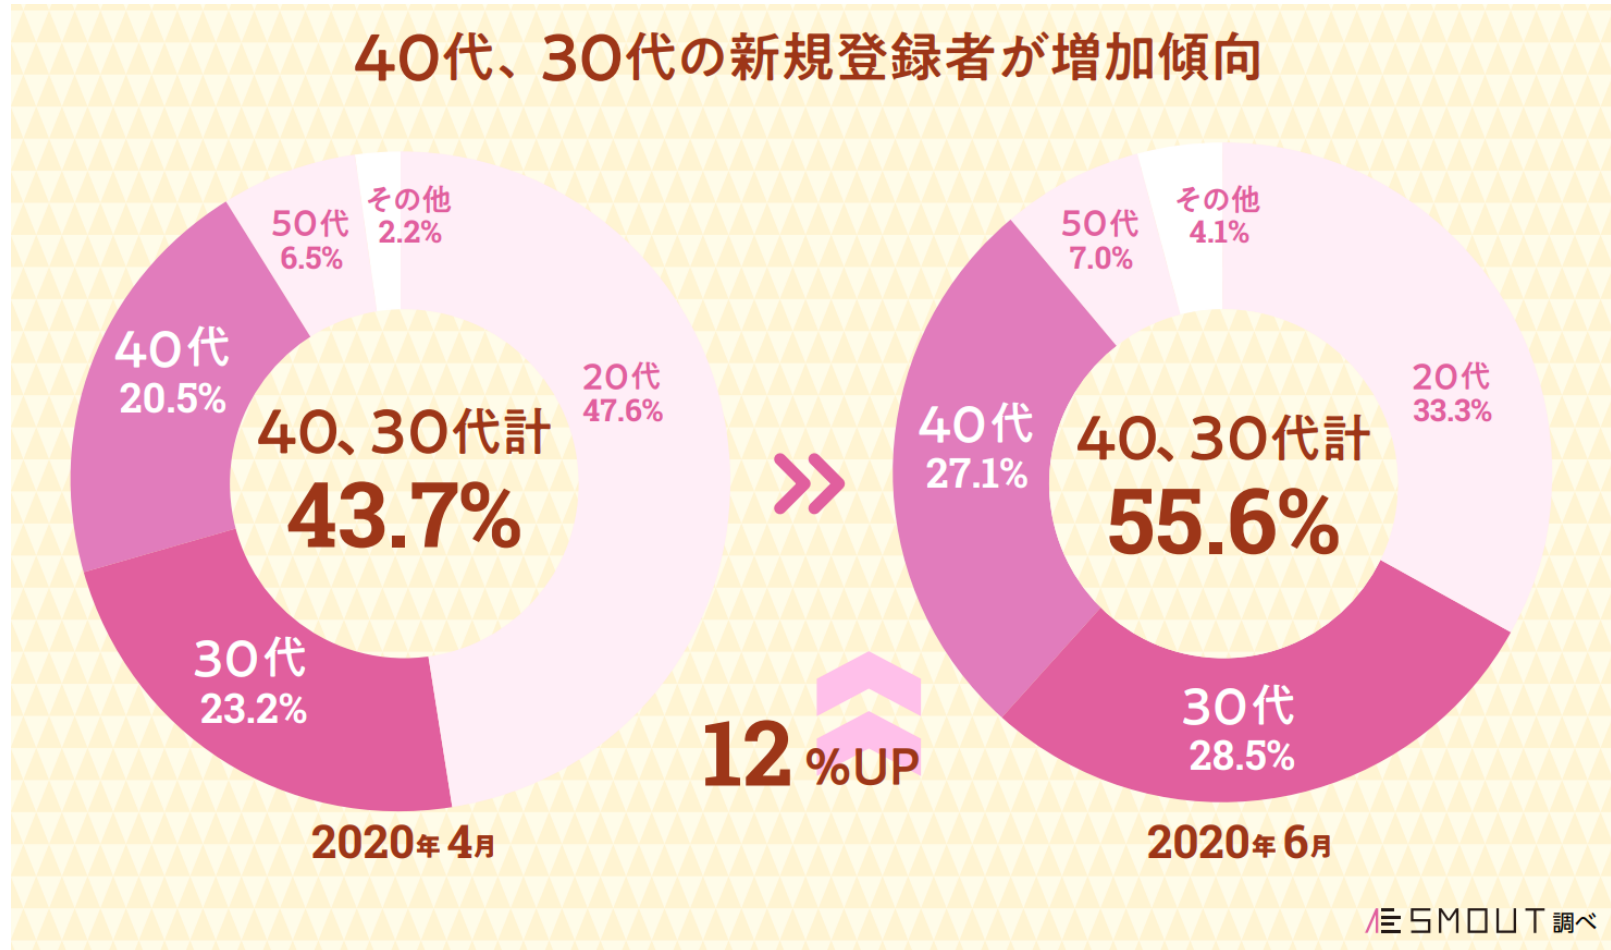 40代、30代の新規登録者が増加傾向
その他
2.2%
50代
6.5%
40代
20.5%
20代
47.6%
40、30代計
43.7%
30代
23.2%
2020年 4月
12 %UP
その他
4.1%
50代
7.0%
20代
33.3%
40代
27.1%
40、30代計
55.6%
30代
28.5%
2020年 6月
SMOUT 調べ